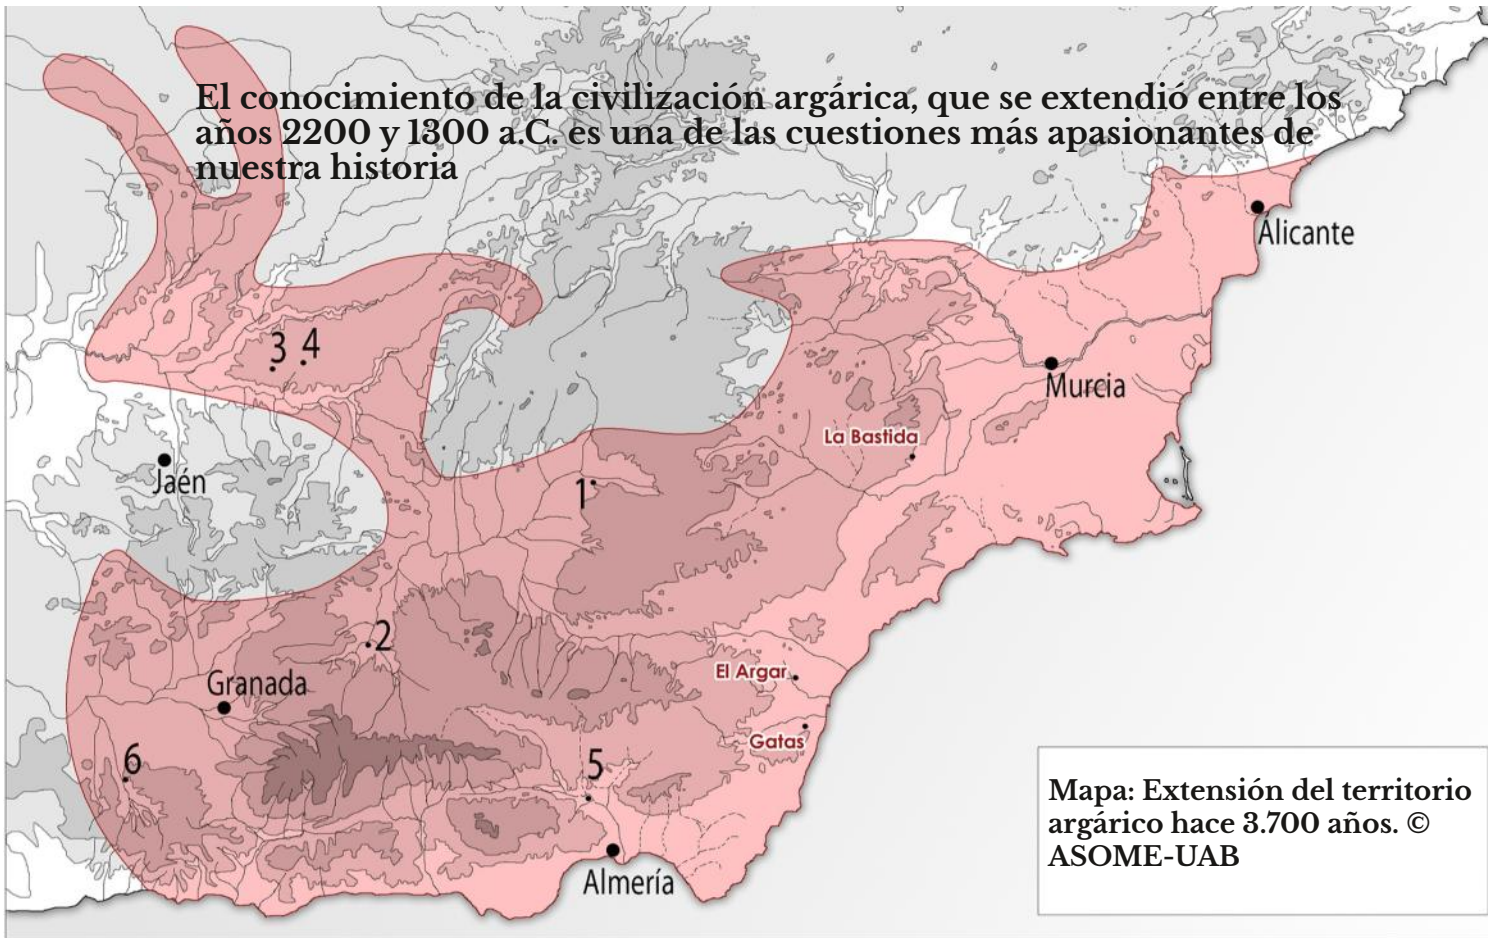 El conocimiento de la civilización argárica, que se extendió entre los
años 2200 y 1300 a.C. es una de las cuestiones más apasionantes de
nuestra historia
Alicante
3
4
Murcia
La Bastida
Jaén
1
2
El Argar
Granada
Gatas
6
5
Almería
Mapa: Extensión del territorio
argárico hace 3.700 años. ©
ASOME-UAB